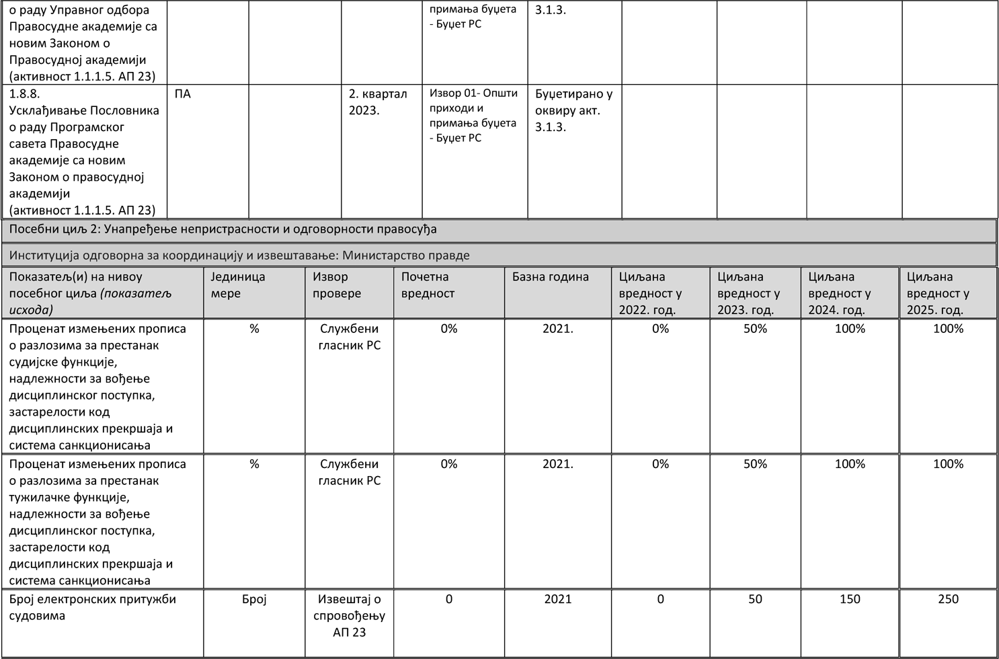 о раду Управног одбора
Правосудне академије са
новим Законом о
Правосудној академији
(активност 1.1.1.5. АП 23)
примања буџета
- Буџет РС
3.1.3.
1.8.8.
Усклађивање Пословника
о раду Програмског
савета Правосудне
академије са новим
Законом о правосудној
академији
(активност 1.1.1.5. АП 23)
ПА
2. квартал
2023.
Извор 01- Општи
приходи и
примања буџета
- Буџет РС
Буџетирано у
оквиру акт.
3.1.3.
Посебни циљ 2: Унапређење непристрасности и одговорности правосуђа
Институција одговорна за координацију и извештавање: Министарство правде
Показатељ(и) на нивоу
посебног циља (показатељ
исхода)
Јединица
мере
Извор
провере
Почетна
вредност
Базна година
Циљана
вредност у
2022. год.
Циљана
вредност у
2023. год.
Циљана
вредност у
2024. год.
Циљана
вредност у
2025. год.
Проценат измењених прописа
о разлозима за престанак
судијске функције,
надлежности за вођење
дисциплинског поступка,
застарелости код
дисциплинских прекршаја и
система санкционисања
%
Службени
гласник РС
0%
2021.
0%
50%
100%
100%
Проценат измењених прописа
о разлозима за престанак
тужилачке функције,
надлежности за вођење
дисциплинског поступка,
застарелости код
дисциплинских прекршаја и
система санкционисања
%
Службени
гласник РС
0%
2021.
0%
50%
100%
100%
Број електронских притужби
судовима
Број
Извештај о
спровођењу
АП 23
0
2021
0
50
150
250